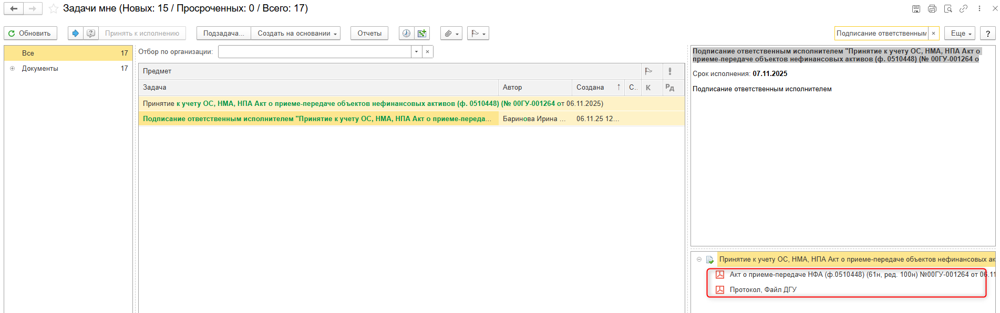 Задачи мне (Новых: 15 / Просроченных: 0 / Всего: 17)
Обновить
Принять к исполнению
Подзадача...
Создать на основании
Отчеты
Подписание ответственным
×
Еще
?
Все 17
Документы 17
Отбор по организации:
×
Предмет
Задача Автор Создана ↑ С.. К Рд
Принятие к учету ОС, НМА, НПА Акт о приеме-передаче объектов нефинансовых активов (ф. 0510448) (№ 00ГУ-001264 от 06.11.2025)
Подписание ответственным исполнителем "Принятие к учету ОС, НМА, НПА Акт о приеме-переда... Баринова Ирина ... 06.11.25 12...
Подписание ответственным исполнителем "Принятие к учету ОС, НМА, НПА Акт о
приеме-передаче объектов нефинансовых активов (ф. 0510448) (№ 00ГУ-001264 о
Срок исполнения: 07.11.2025
Подписание ответственным исполнителем
Принятие к учету ОС, НМА, НПА Акт о приеме-передаче объектов нефинансовых ак
Акт о приеме-передаче НФА (ф.0510448) (61н, ред. 100н) №00ГУ-001264 от 06.11
Протокол, Файл ДГУ